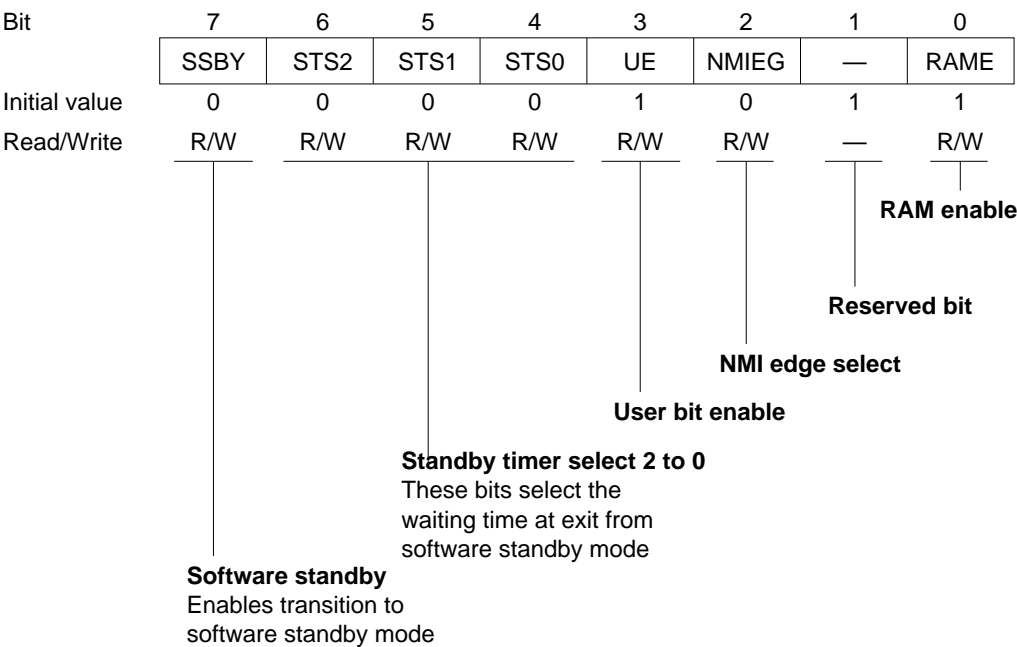 Bit 7 6 5 4 3 2 1 0
SSBY STS2 STS1 STS0 UE NMIEG — RAME
Initial value 0 0 0 0 1 0 1 1
Read/Write R/W R/W R/W R/W R/W R/W — R/W
RAM enable
Reserved bit
NMI edge select
User bit enable
Standby timer select 2 to 0
These bits select the
waiting time at exit from
software standby mode
Software standby
Enables transition to
software standby mode